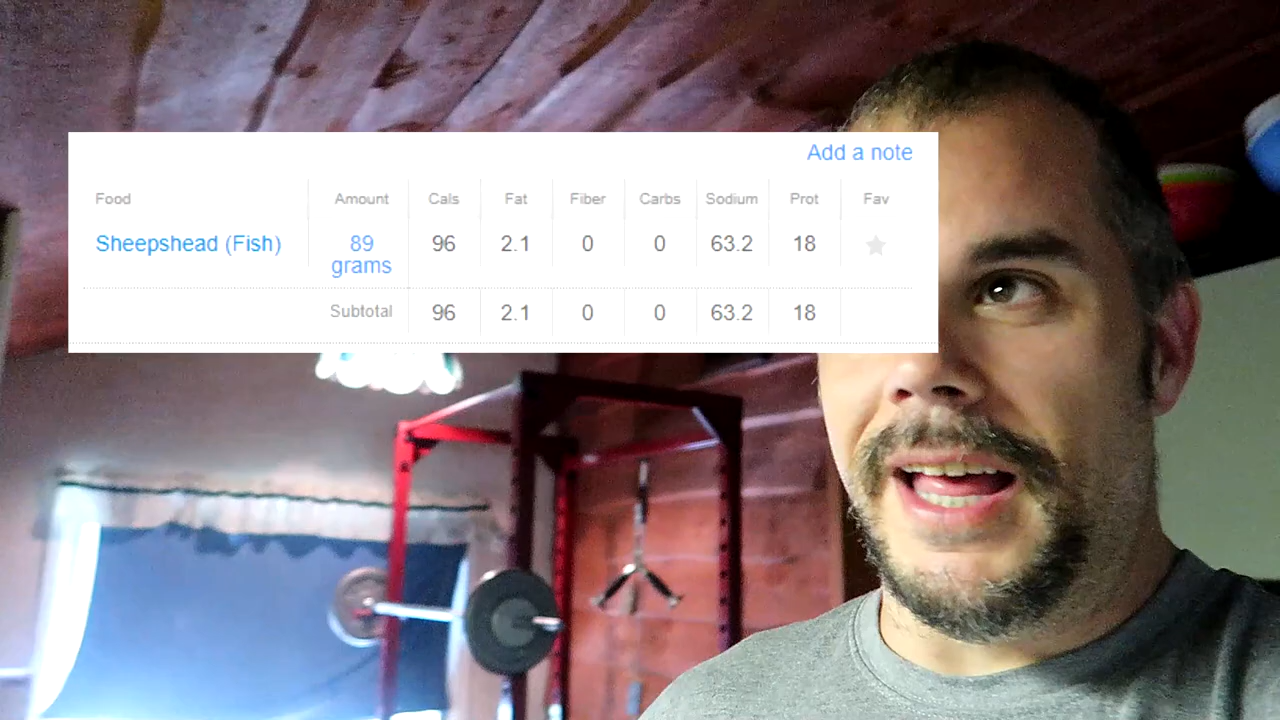 Add a note
Food Amount Cals Fat Fiber Carbs Sodium Prot Fav
Sheepshead (Fish) 89 grams 96 2.1 0 0 63.2 18
Subtotal 96 2.1 0 0 63.2 18